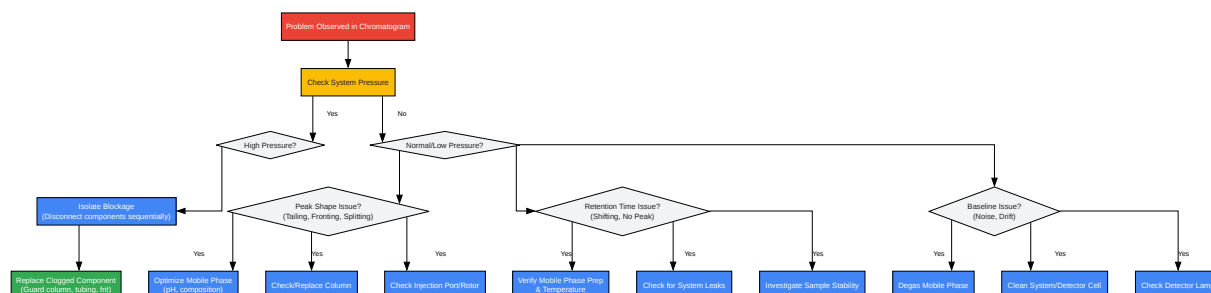 Problem Observed in Chromatogram
Check System Pressure
Yes
No
High Pressure?
Normal/Low Pressure?
Isolate Blockage
(Disconnect components sequentially)
Peak Shape Issue?
(Tailing, Fronting, Splitting)
Retention Time Issue?
(Shifting, No Peak)
Baseline Issue?
(Noise, Drift)
Yes
Yes
Yes
Yes
Yes
Yes
Yes
Yes
Yes
Replace Clogged Component
(Guard column, tubing, frit)
Optimize Mobile Phase
(pH, composition)
Check/Replace Column
Check Injection Port/Rotor
Verify Mobile Phase Prep
& Temperature
Check for System Leaks
Investigate Sample Stability
Degas Mobile Phase
Clean System/Detector Cell
Check Detector Lamp